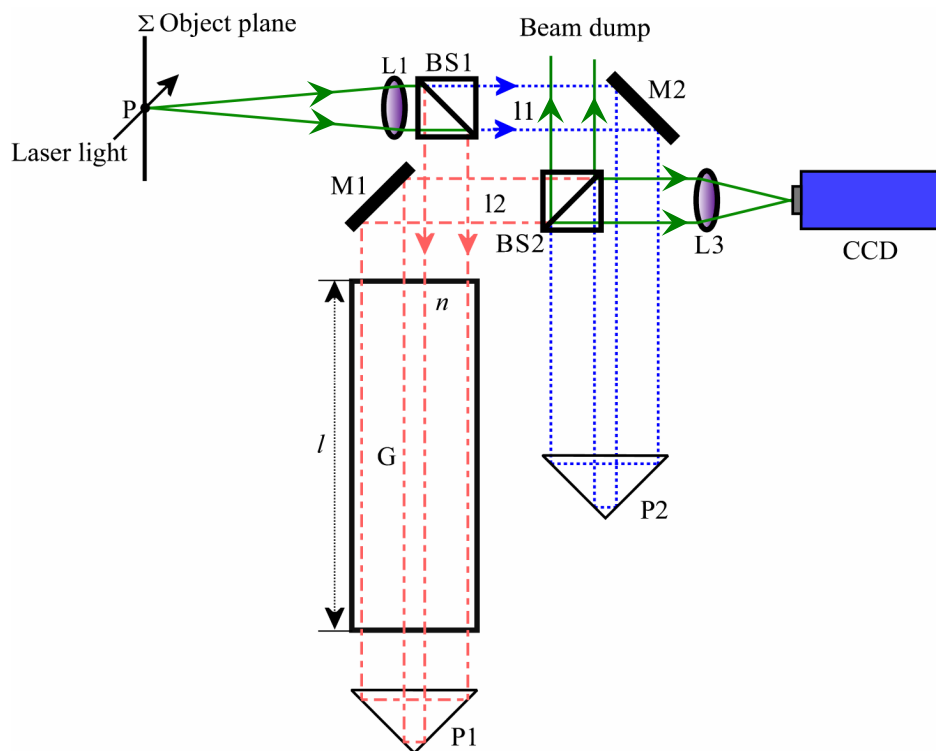 Σ Object plane
Beam dump
L1
BS1
M2
P
l1
Laser light
M1
l2
BS2
L3
CCD
n
l
G
P2
P1